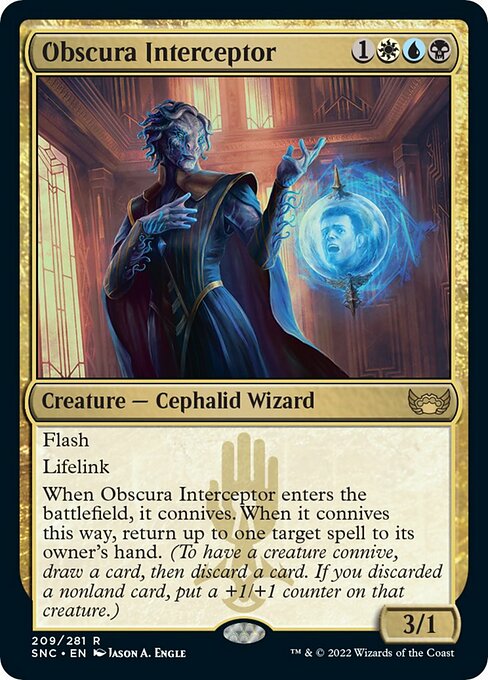 Obscura Interceptor 1
Creature — Cephalid Wizard
Flash
Lifelink
When Obscura Interceptor enters the
battlefield, it connives. When it connives
this way, return up to one target spell to its
owner's hand. (To have a creature connive,
draw a card, then discard a card. If you discarded
a nonland card, put a +1/+1 counter on that
creature.)
3/1
209/281 R
SNC • EN Jason A. Engle
™ & © 2022 Wizards of the Coast